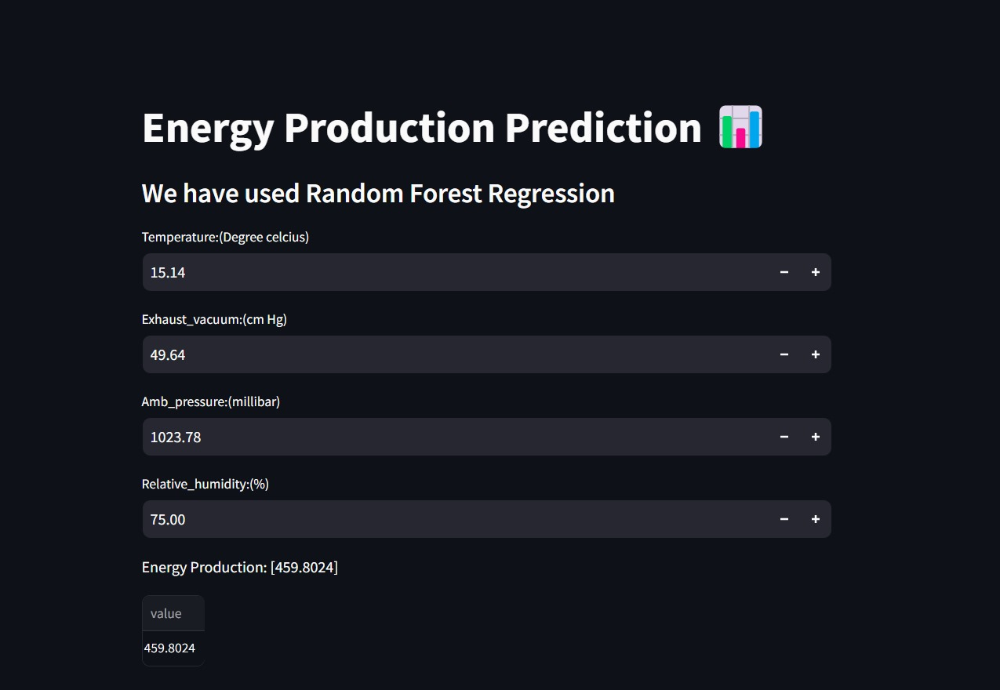 Energy Production Prediction
We have used Random Forest Regression
Temperature:(Degree celcius)
15.14
Exhaust_vacuum:(cm Hg)
49.64
Amb_pressure:(millibar)
1023.78
Relative_humidity:(%)
75.00
Energy Production: [459.8024]
value
459.8024